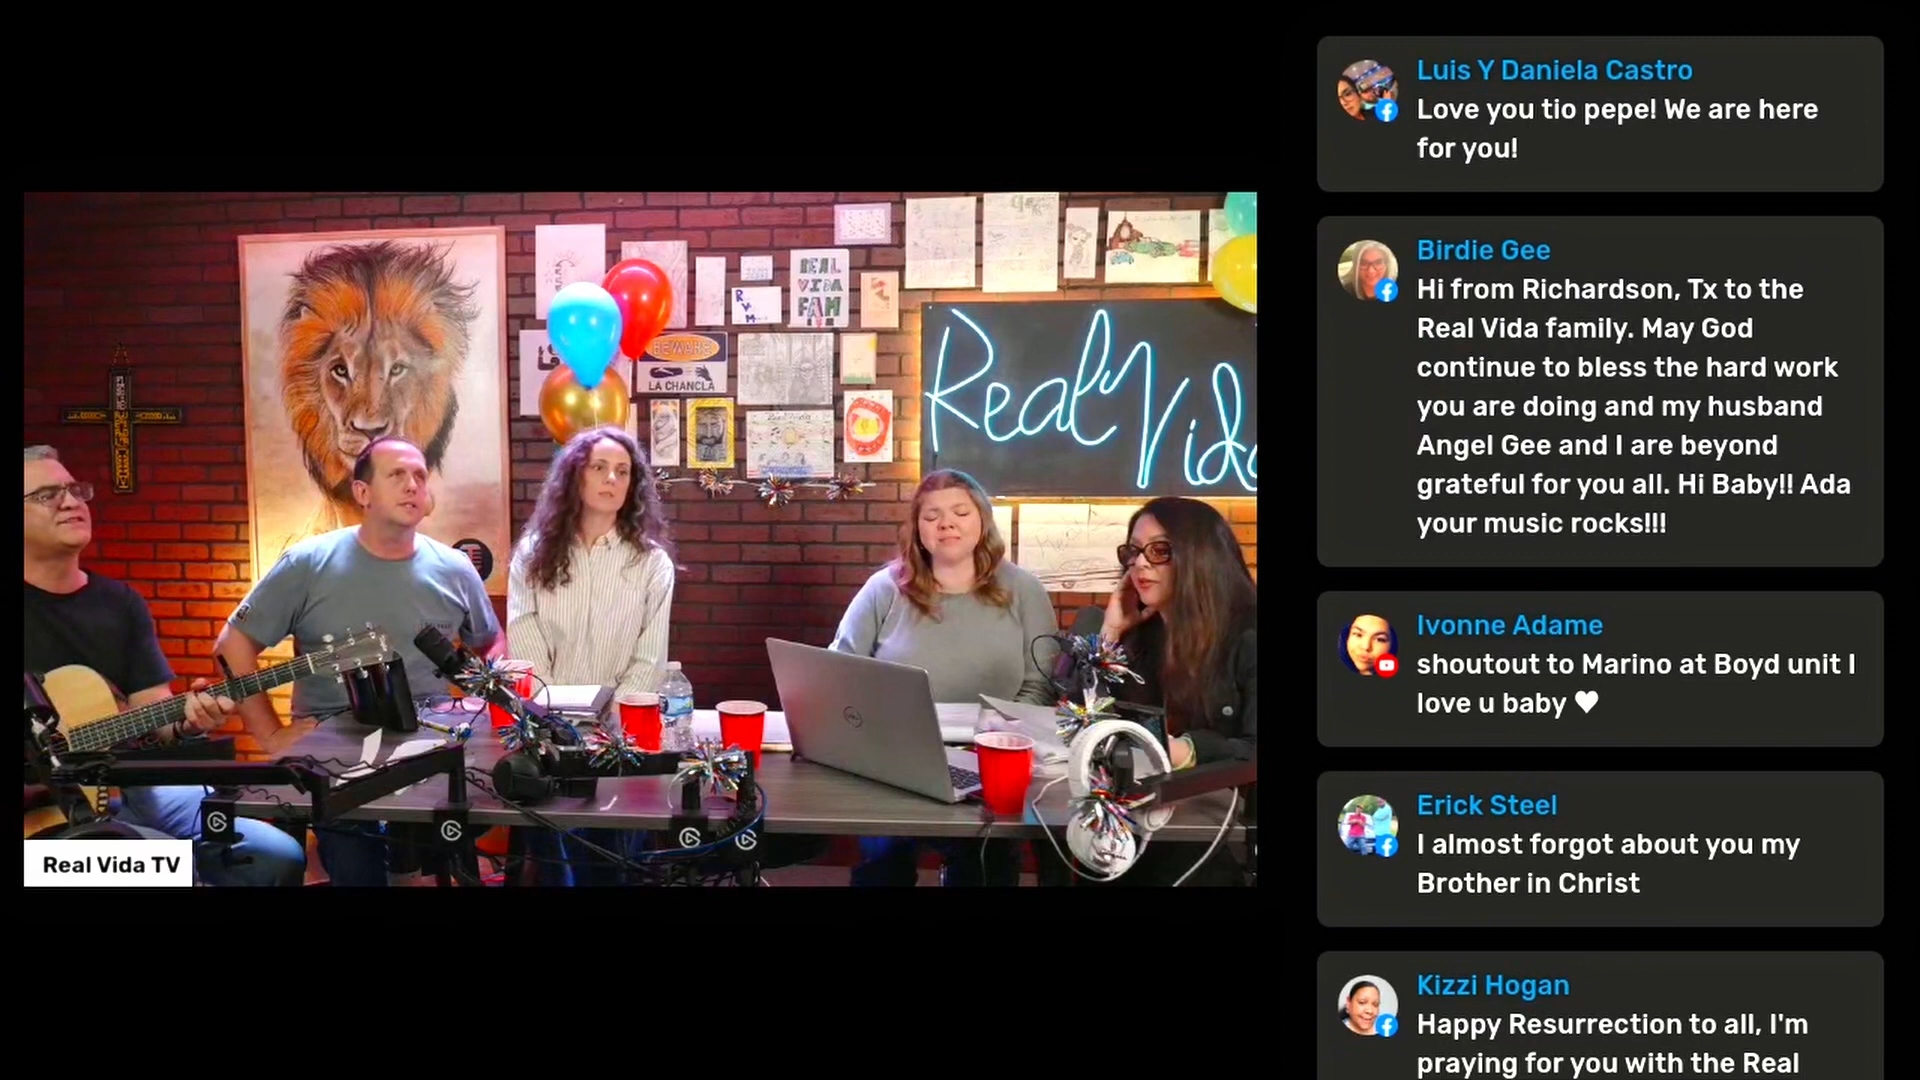 Luis Y Daniela Castro
Love you tio pepe! We are here
for you!
Birdie Gee
Hi from Richardson, Tx to the
Real Vida family. May God
continue to bless the hard work
you are doing and my husband
Angel Gee and I are beyond
grateful for you all. Hi Baby!! Ada
your music rocks!!!
Ivonne Adame
shoutout to Marino at Boyd unit I
love u baby ♥
Erick Steel
I almost forgot about you my
Brother in Christ
Kizzi Hogan
Happy Resurrection to all, I'm
praying for you with the Real
REAL
VIDA
FAM
BEWARE
LA CHANCLA
Real Vida
DELL
Real Vida TV